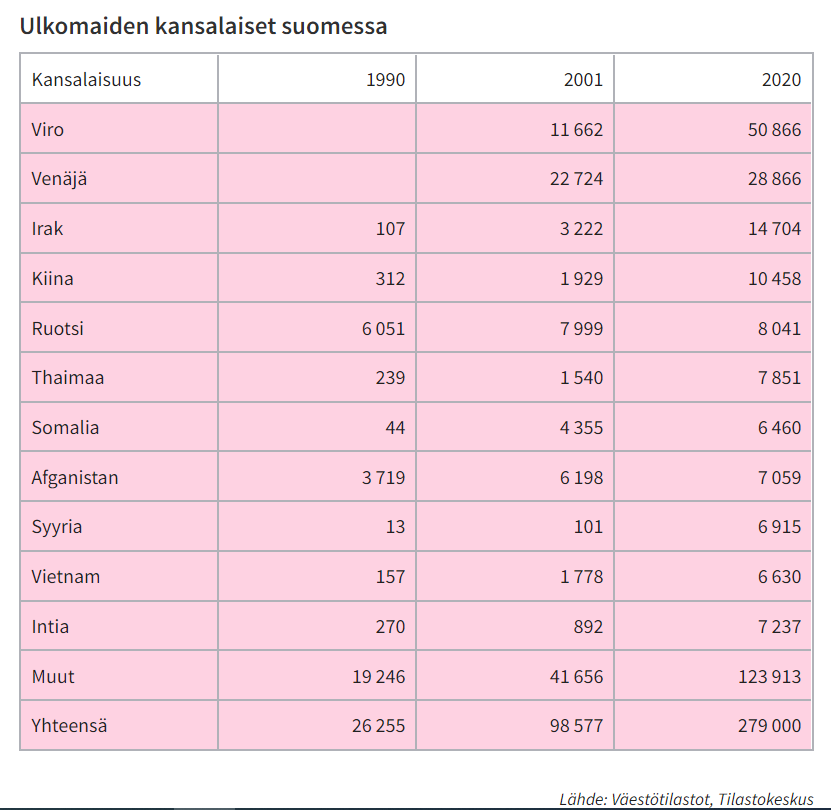 Ulkomaiden kansalaiset suomessa
Kansalaisuus 1990 2001 2020
Viro 11 662 50 866
Venäjä 22 724 28 866
Irak 107 3 222 14 704
Kiina 312 1 929 10 458
Ruotsi 6 051 7 999 8 041
Thaimaa 239 1 540 7 851
Somalia 44 4 355 6 460
Afganistan 3 719 6 198 7 059
Syyria 13 101 6 915
Vietnam 157 1 778 6 630
Intia 270 892 7 237
Muut 19 246 41 656 123 913
Yhteensä 26 255 98 577 279 000
Lähde: Väestötilastot, Tilastokeskus